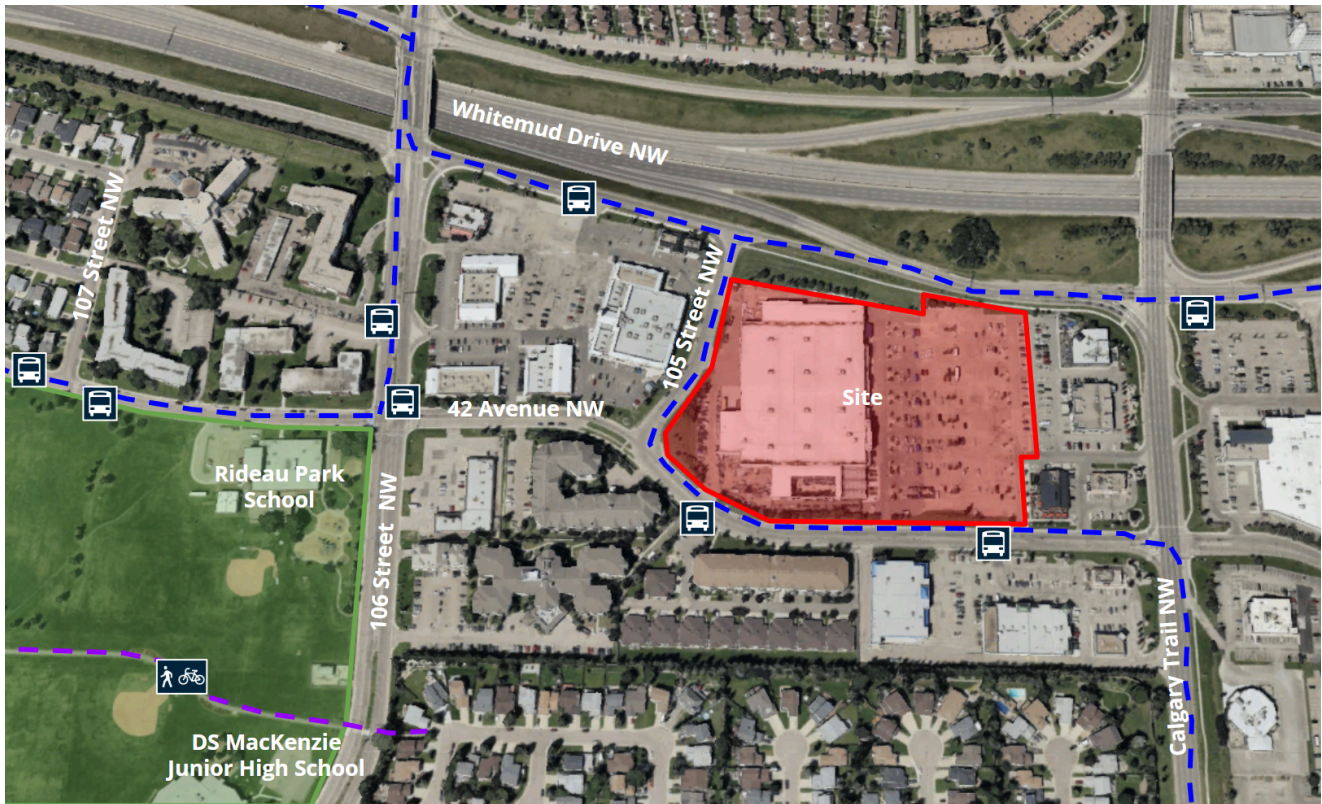 Whitemud Drive NW
107 Street NW
105 Street NW
Site
42 Avenue NW
Rideau Park
School
106 Street NW
Calgary Trail NW
DS MacKenzie
Junior High School